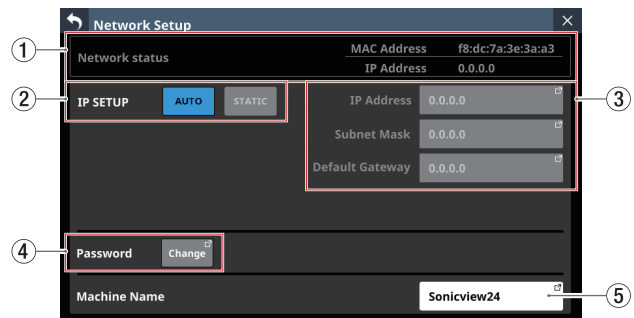 Network Setup
1
Network status
MAC Address f8:dc:7a:3e:3a:a3
IP Address 0.0.0.0
2
IP SETUP AUTO STATIC
3
IP Address 0.0.0.0
Subnet Mask 0.0.0.0
Default Gateway 0.0.0.0
4
Password Change
Machine Name Sonicview24
5